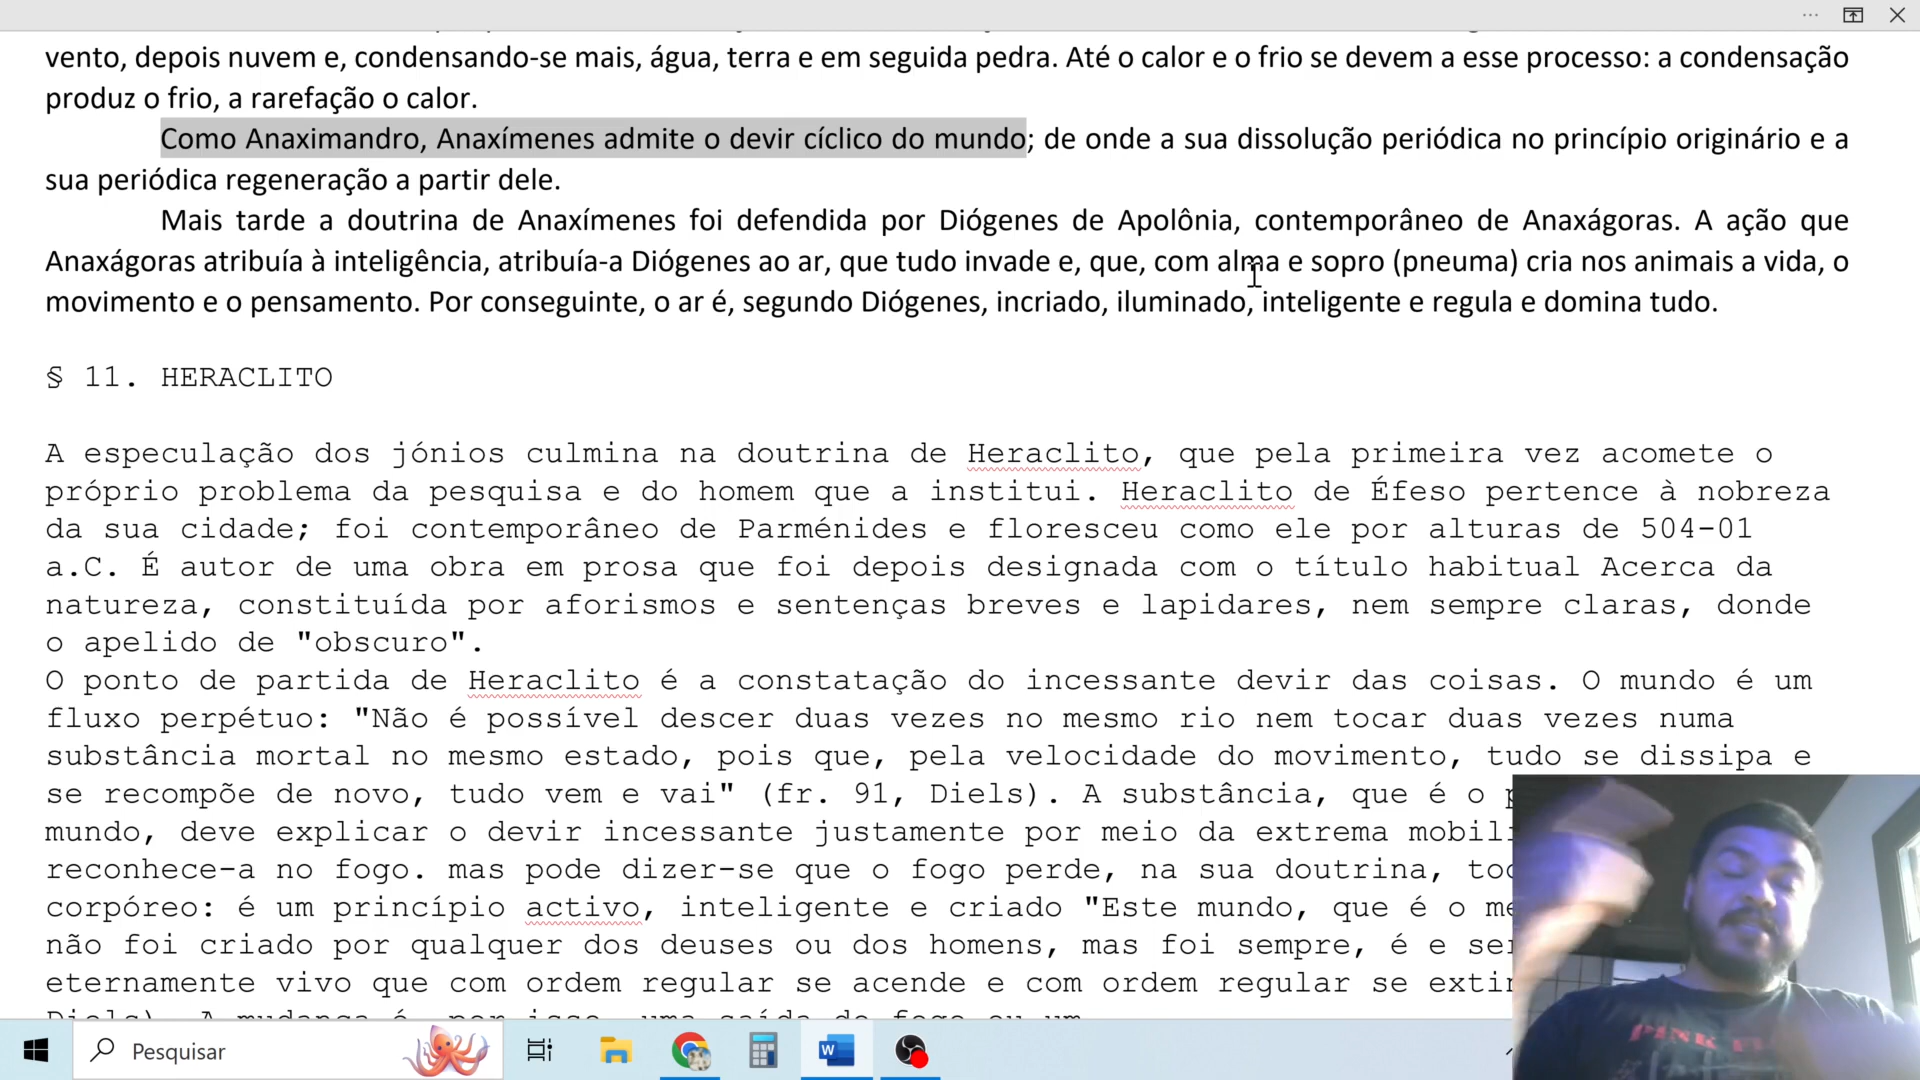 vento, depois nuvem e, condensando-se mais, água, terra e em seguida pedra. Até o calor e o frio se devem a esse processo: a condensação
produz o frio, a rarefação o calor.
Como Anaximandro, Anaxímenes admite o devir cíclico do mundo; de onde a sua dissolução periódica no princípio originário e a
sua periódica regeneração a partir dele.
Mais tarde a doutrina de Anaxímenes foi defendida por Diógenes de Apolônia, contemporâneo de Anaxágoras. A ação que
Anaxágoras atribuía à inteligência, atribuía-a Diógenes ao ar, que tudo invade e, que, com alma e sopro (pneuma) cria nos animais a vida, o
movimento e o pensamento. Por conseguinte, o ar é, segundo Diógenes, incriado, iluminado, inteligente e regula e domina tudo.
§ 11. HERACLITO
A especulação dos jónios culmina na doutrina de Heraclito, que pela primeira vez acomete o
próprio problema da pesquisa e do homem que a institui. Heraclito de Éfeso pertence à nobreza
da sua cidade; foi contemporâneo de Parménides e floresceu como ele por alturas de 504-01
a.C. É autor de uma obra em prosa que foi depois designada com o título habitual Acerca da
natureza, constituída por aforismos e sentenças breves e lapidares, nem sempre claras, donde
o apelido de "obscuro".
O ponto de partida de Heraclito é a constatação do incessante devir das coisas. O mundo é um
fluxo perpétuo: "Não é possível descer duas vezes no mesmo rio nem tocar duas vezes numa
substância mortal no mesmo estado, pois que, pela velocidade do movimento, tudo se dissipa e
se recompõe de novo, tudo vem e vai" (fr. 91, Diels). A substância, que é o
mundo, deve explicar o devir incessante justamente por meio da extrema
reconhece-a no fogo. mas pode dizer-se que o fogo perde, na sua doutrina,
corpóreo: é um princípio activo, inteligente e criado "Este mundo, que é o
não foi criado por qualquer dos deuses ou dos homens, mas foi sempre, é e
eternamente vivo que com ordem regular se acende e com ordem regular se
Diels). A mudança é, por isso, uma saída do fogo ou um
Pesquisar